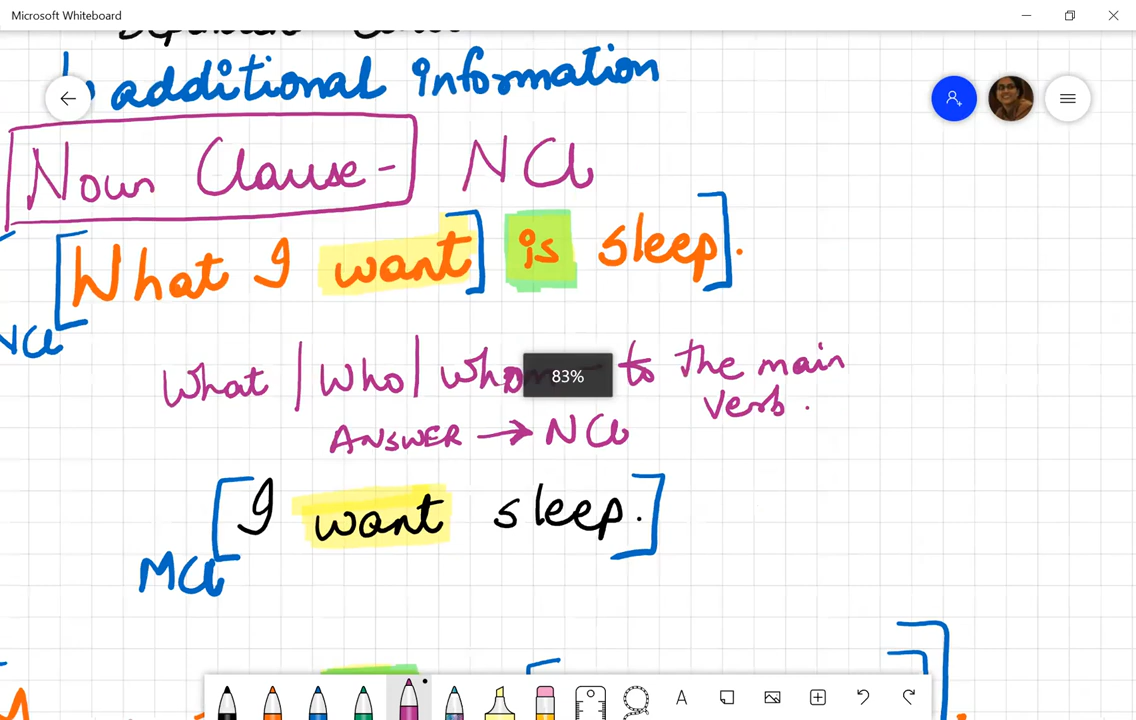 Microsoft Whiteboard
additional information
Noun Clause - NCl
[What I want] is sleep].
NCl
What | Who | whom to the main
verb.
83%
ANSWER → NCl
[I want sleep.]
MCl